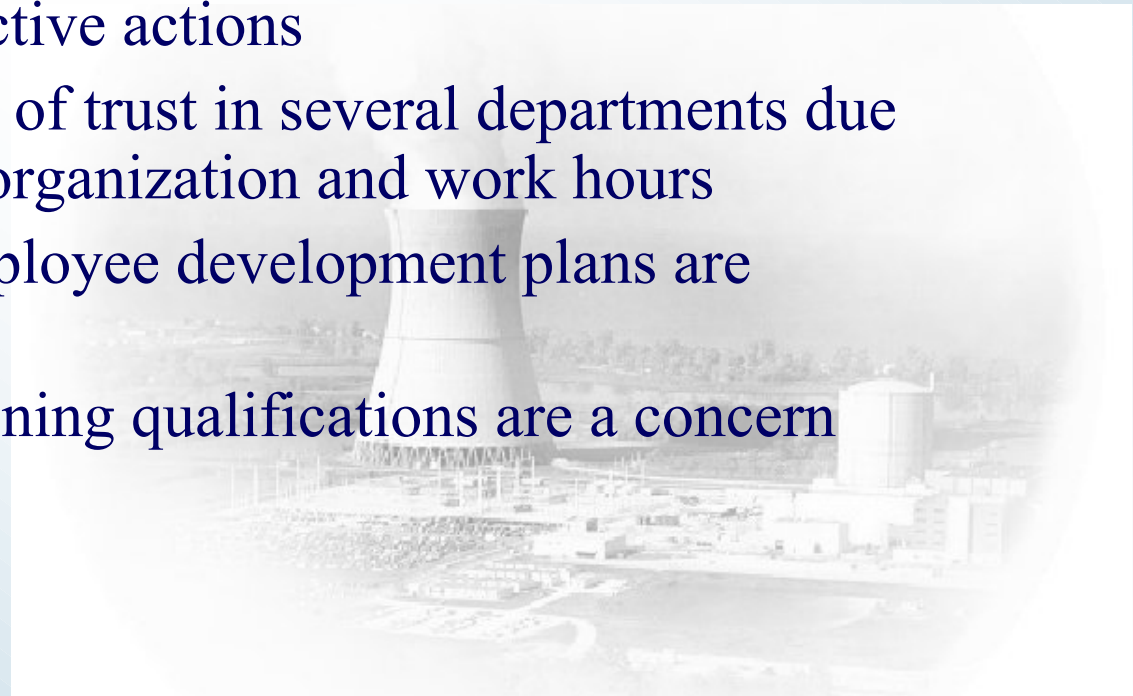 ctive actions
of trust in several departments due
organization and work hours
ployee development plans are
ning qualifications are a concern